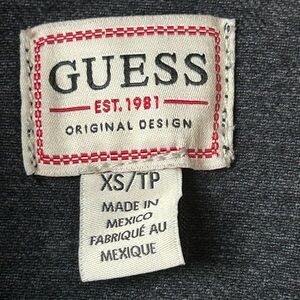 GUESS
EST. 1981
ORIGINAL DESIGN
XS/TP
MADE IN
MEXICO
FABRIQUÉ AU
MEXIQUE